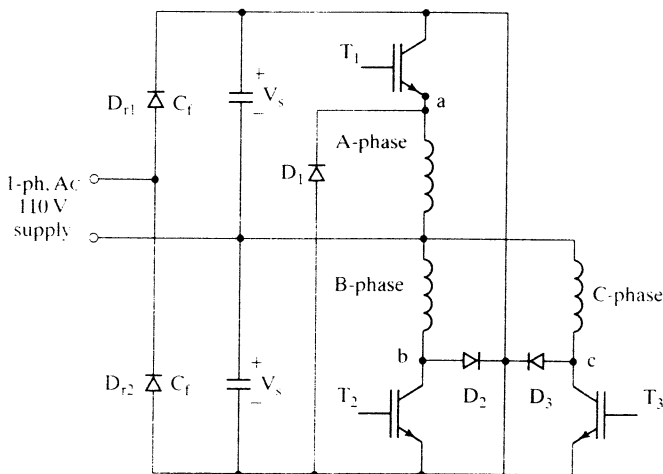 T1
+
Dr1
Cf
Vs
−
a
A-phase
D1
1-ph, Ac
110 V
supply
B-phase
C-phase
+
b
c
Dr2
Cf
Vs
−
T2
D2
D3
T3